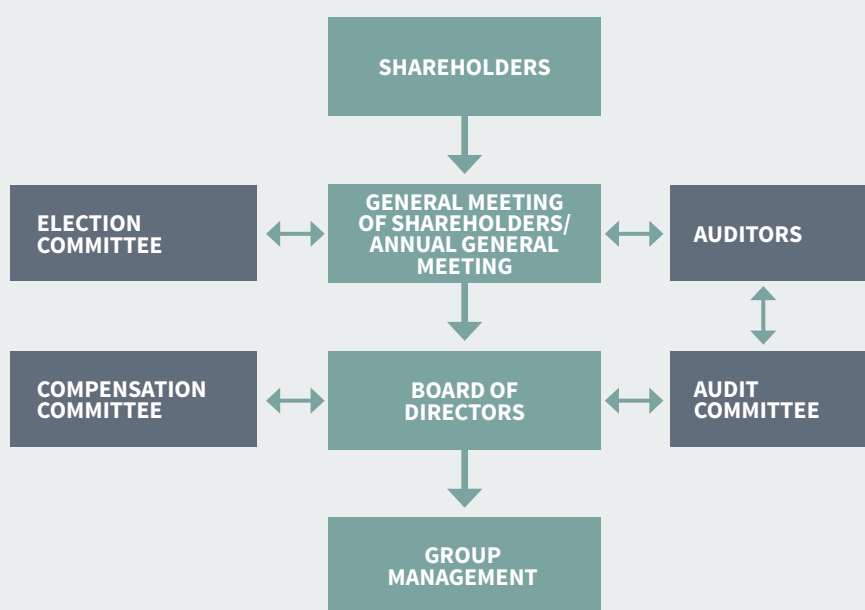 SHAREHOLDERS
ELECTION
COMMITTEE
GENERAL MEETING
OF SHAREHOLDERS/
ANNUAL GENERAL
MEETING
AUDITORS
COMPENSATION
COMMITTEE
BOARD OF
DIRECTORS
AUDIT
COMMITTEE
GROUP
MANAGEMENT